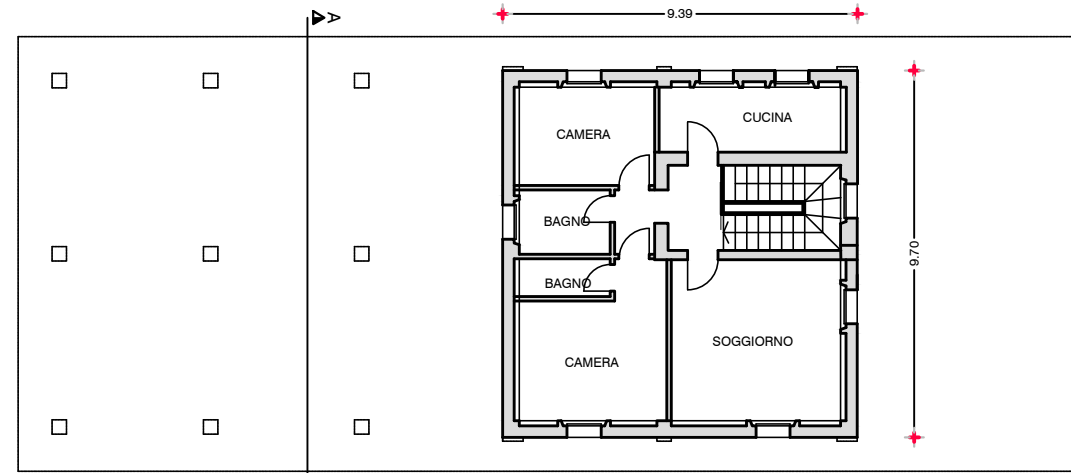 A
9.39
CUCINA
CAMERA
BAGNO
9.70
BAGNO
SOGGIORNO
CAMERA